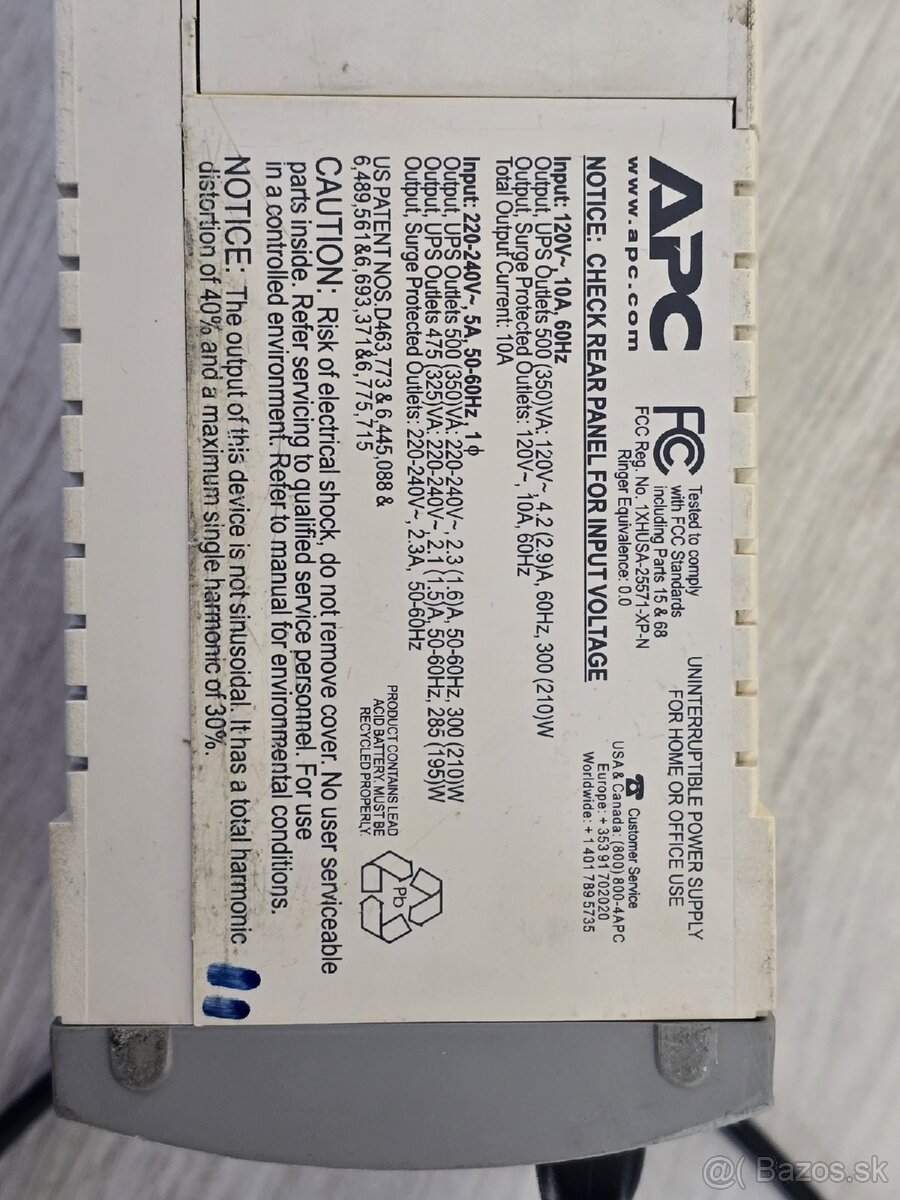 APC
www.apc.com
FC
Tested to comply
with FCC Standards
including Parts 15 & 68
FCC Reg. No. 1XHUSA-25571-XP-N
Ringer Equivalence: 0.0
UNINTERRUPTIBLE POWER SUPPLY
FOR HOME OR OFFICE USE
Customer Service
USA & Canada: (800) 800-4APC
Europe: + 353 91 702020
Worldwide: + 1 401 789 5735
NOTICE: CHECK REAR PANEL FOR INPUT VOLTAGE
Input: 120V~, 10A, 60Hz
Output, UPS Outlets 500 (350)VA: 120V~, 4.2 (2.9)A, 60Hz, 300 (210)W
Output, Surge Protected Outlets: 120V~, 10A, 60Hz
Total Output Current: 10A
Input: 220-240V~, 5A, 50-60Hz, 1ϕ
Output, UPS Outlets 500 (350)VA: 220-240V~, 2.3 (1.6)A, 50-60Hz, 300 (210)W
Output, UPS Outlets 475 (325)VA: 220-240V~, 2.1 (1.5)A, 50-60Hz, 285 (195)W
Output, Surge Protected Outlets: 220-240V~, 2.3A, 50-60Hz
US PATENT NOS.D463,773 & 6,445,088 &
6,489,561&6,693,371&6,775,715
PRODUCT CONTAINS LEAD
ACID BATTERY. MUST BE
RECYCLED PROPERLY.
Pb
CAUTION: Risk of electrical shock, do not remove cover. No user serviceable
parts inside. Refer servicing to qualified service personnel. For use
in a controlled environment. Refer to manual for environmental conditions.
NOTICE: The output of this device is not sinusoidal. It has a total harmonic
distortion of 40% and a maximum single harmonic of 30%.
@( Bazos.sk